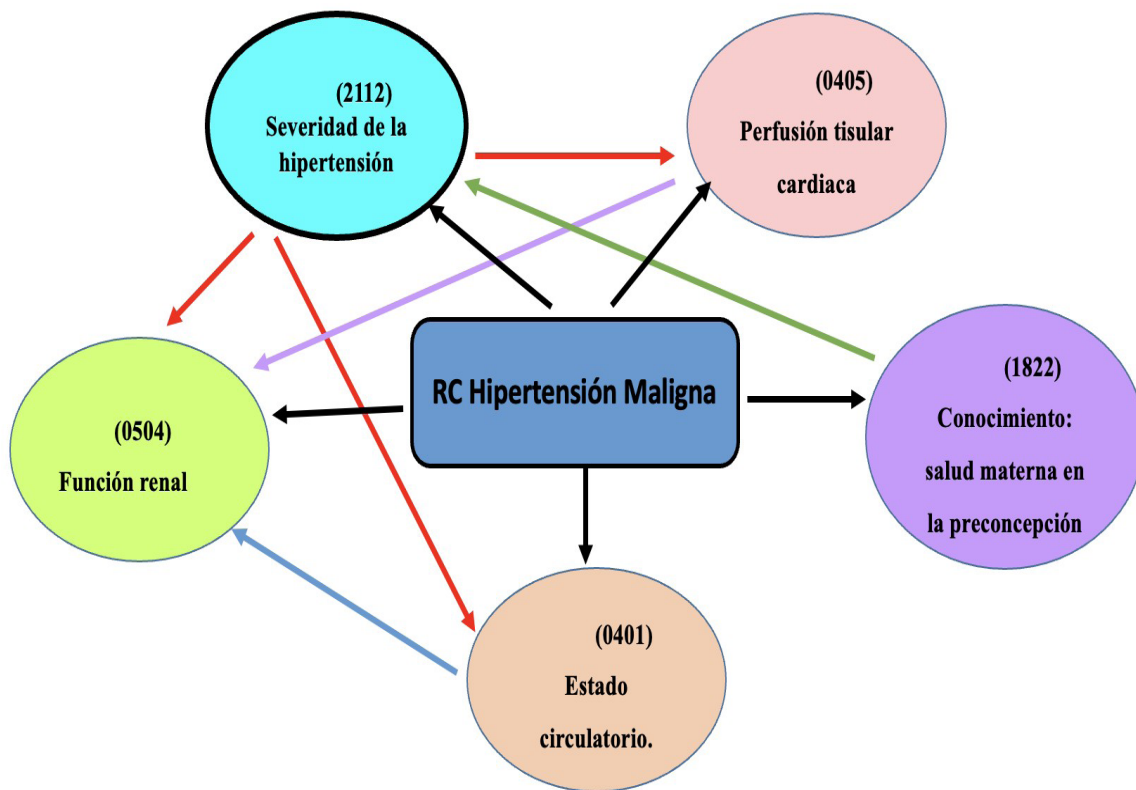 (2112)
Severidad de la
hipertensión
(0405)
Perfusión tisular
cardiaca
RC Hipertensión Maligna
(1822)
Conocimiento:
salud materna en
la preconcepción
(0504)
Función renal
(0401)
Estado
circulatorio.